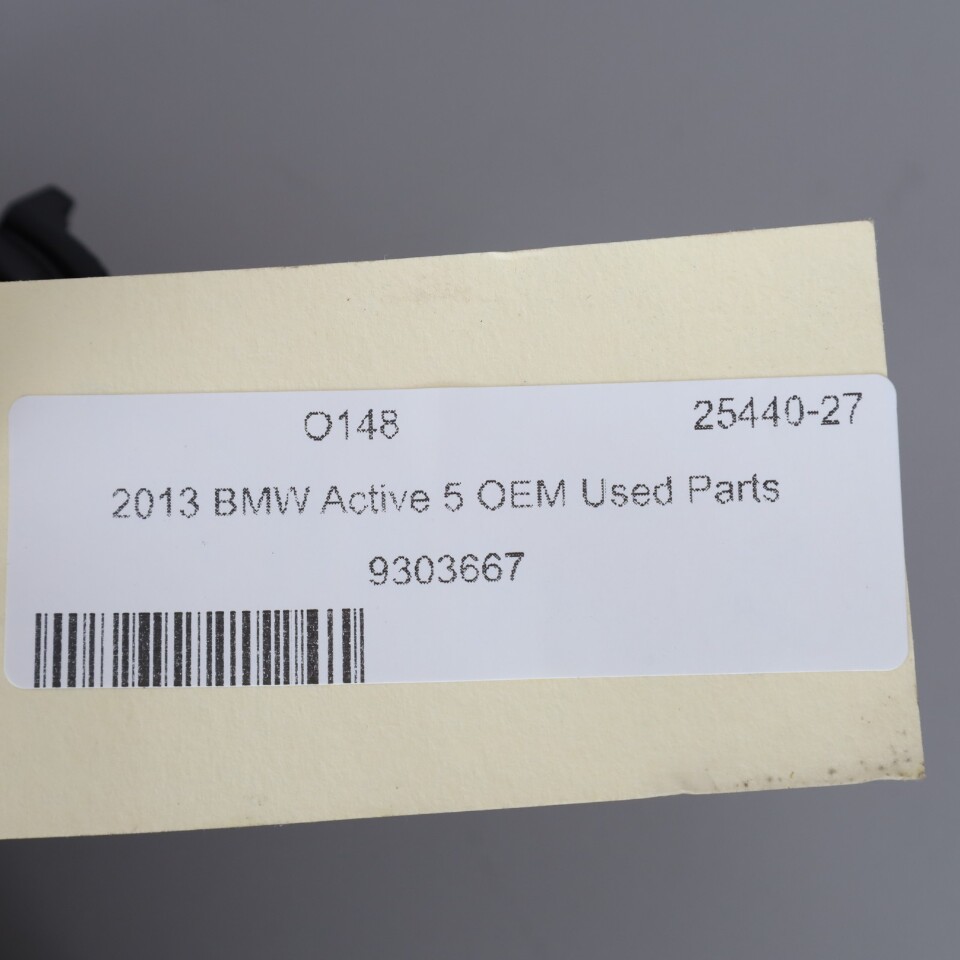 O148 25440-27
2013 BMW Active 5 OEM Used Parts
9303667